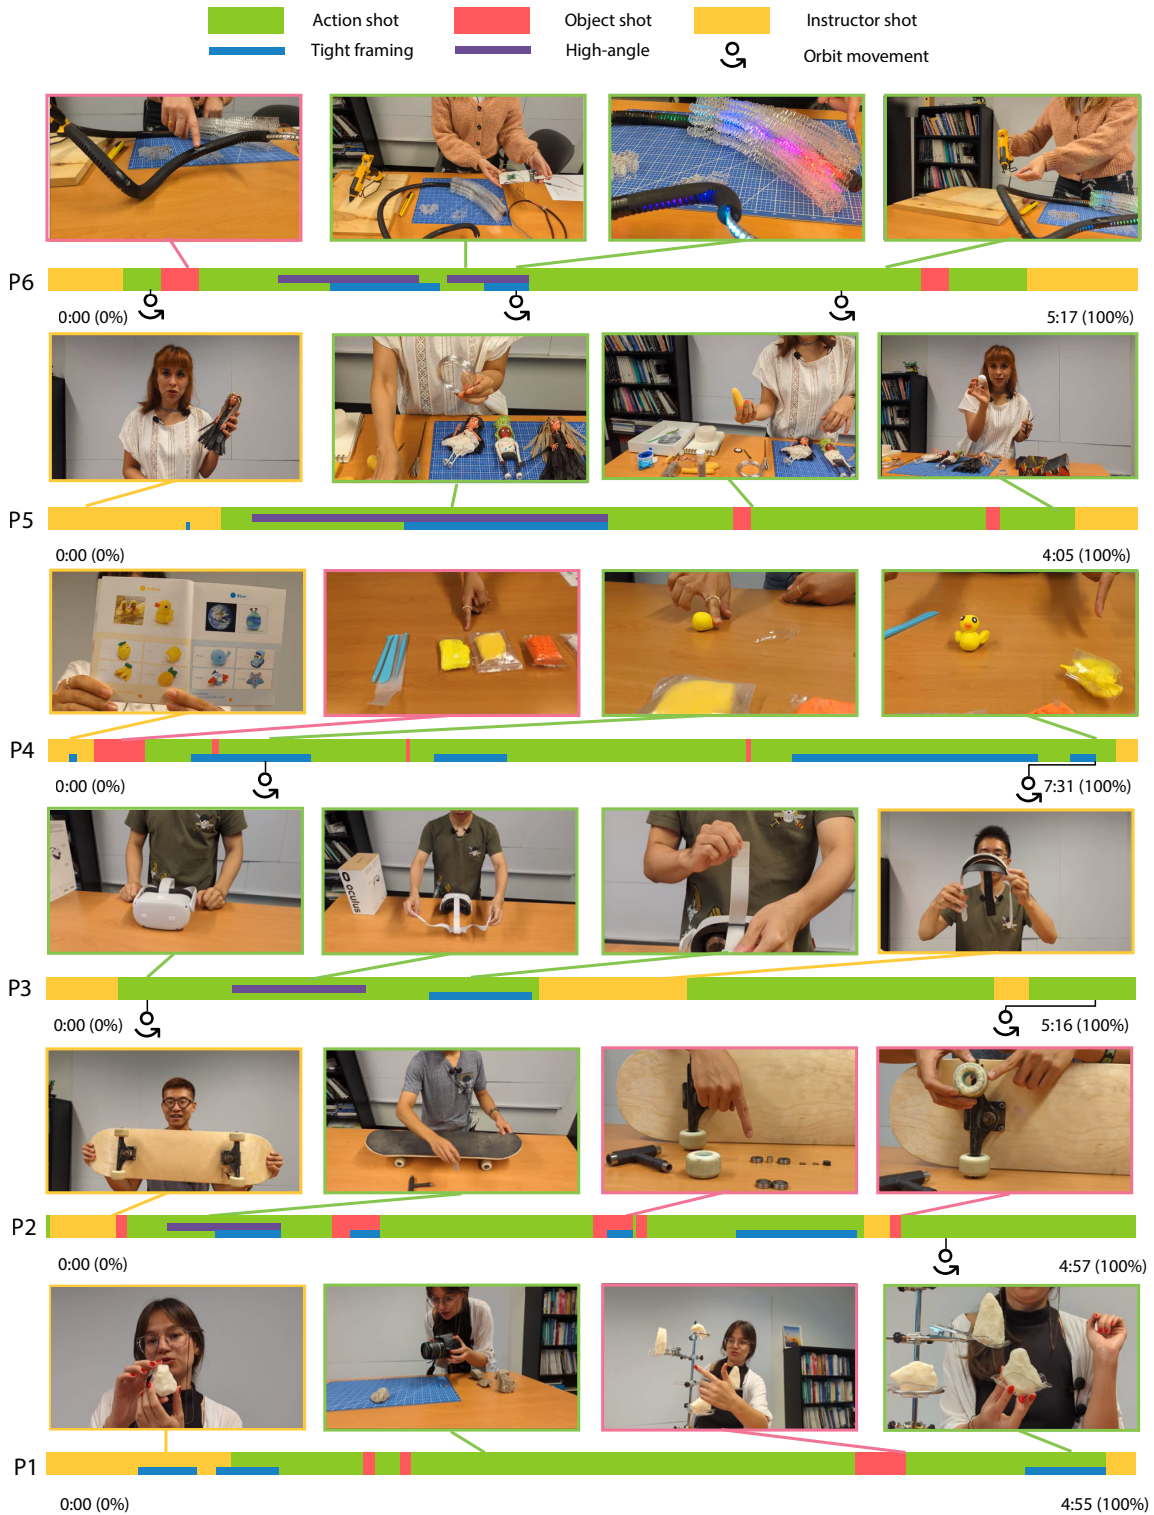 Action shot
Object shot
Instructor shot
Tight framing
High-angle
Orbit movement
P6
0:00 (0%)
5:17 (100%)
P5
0:00 (0%)
4:05 (100%)
Blue
P4
0:00 (0%)
7:31 (100%)
oculus
P3
0:00 (0%)
5:16 (100%)
P2
0:00 (0%)
4:57 (100%)
P1
0:00 (0%)
4:55 (100%)